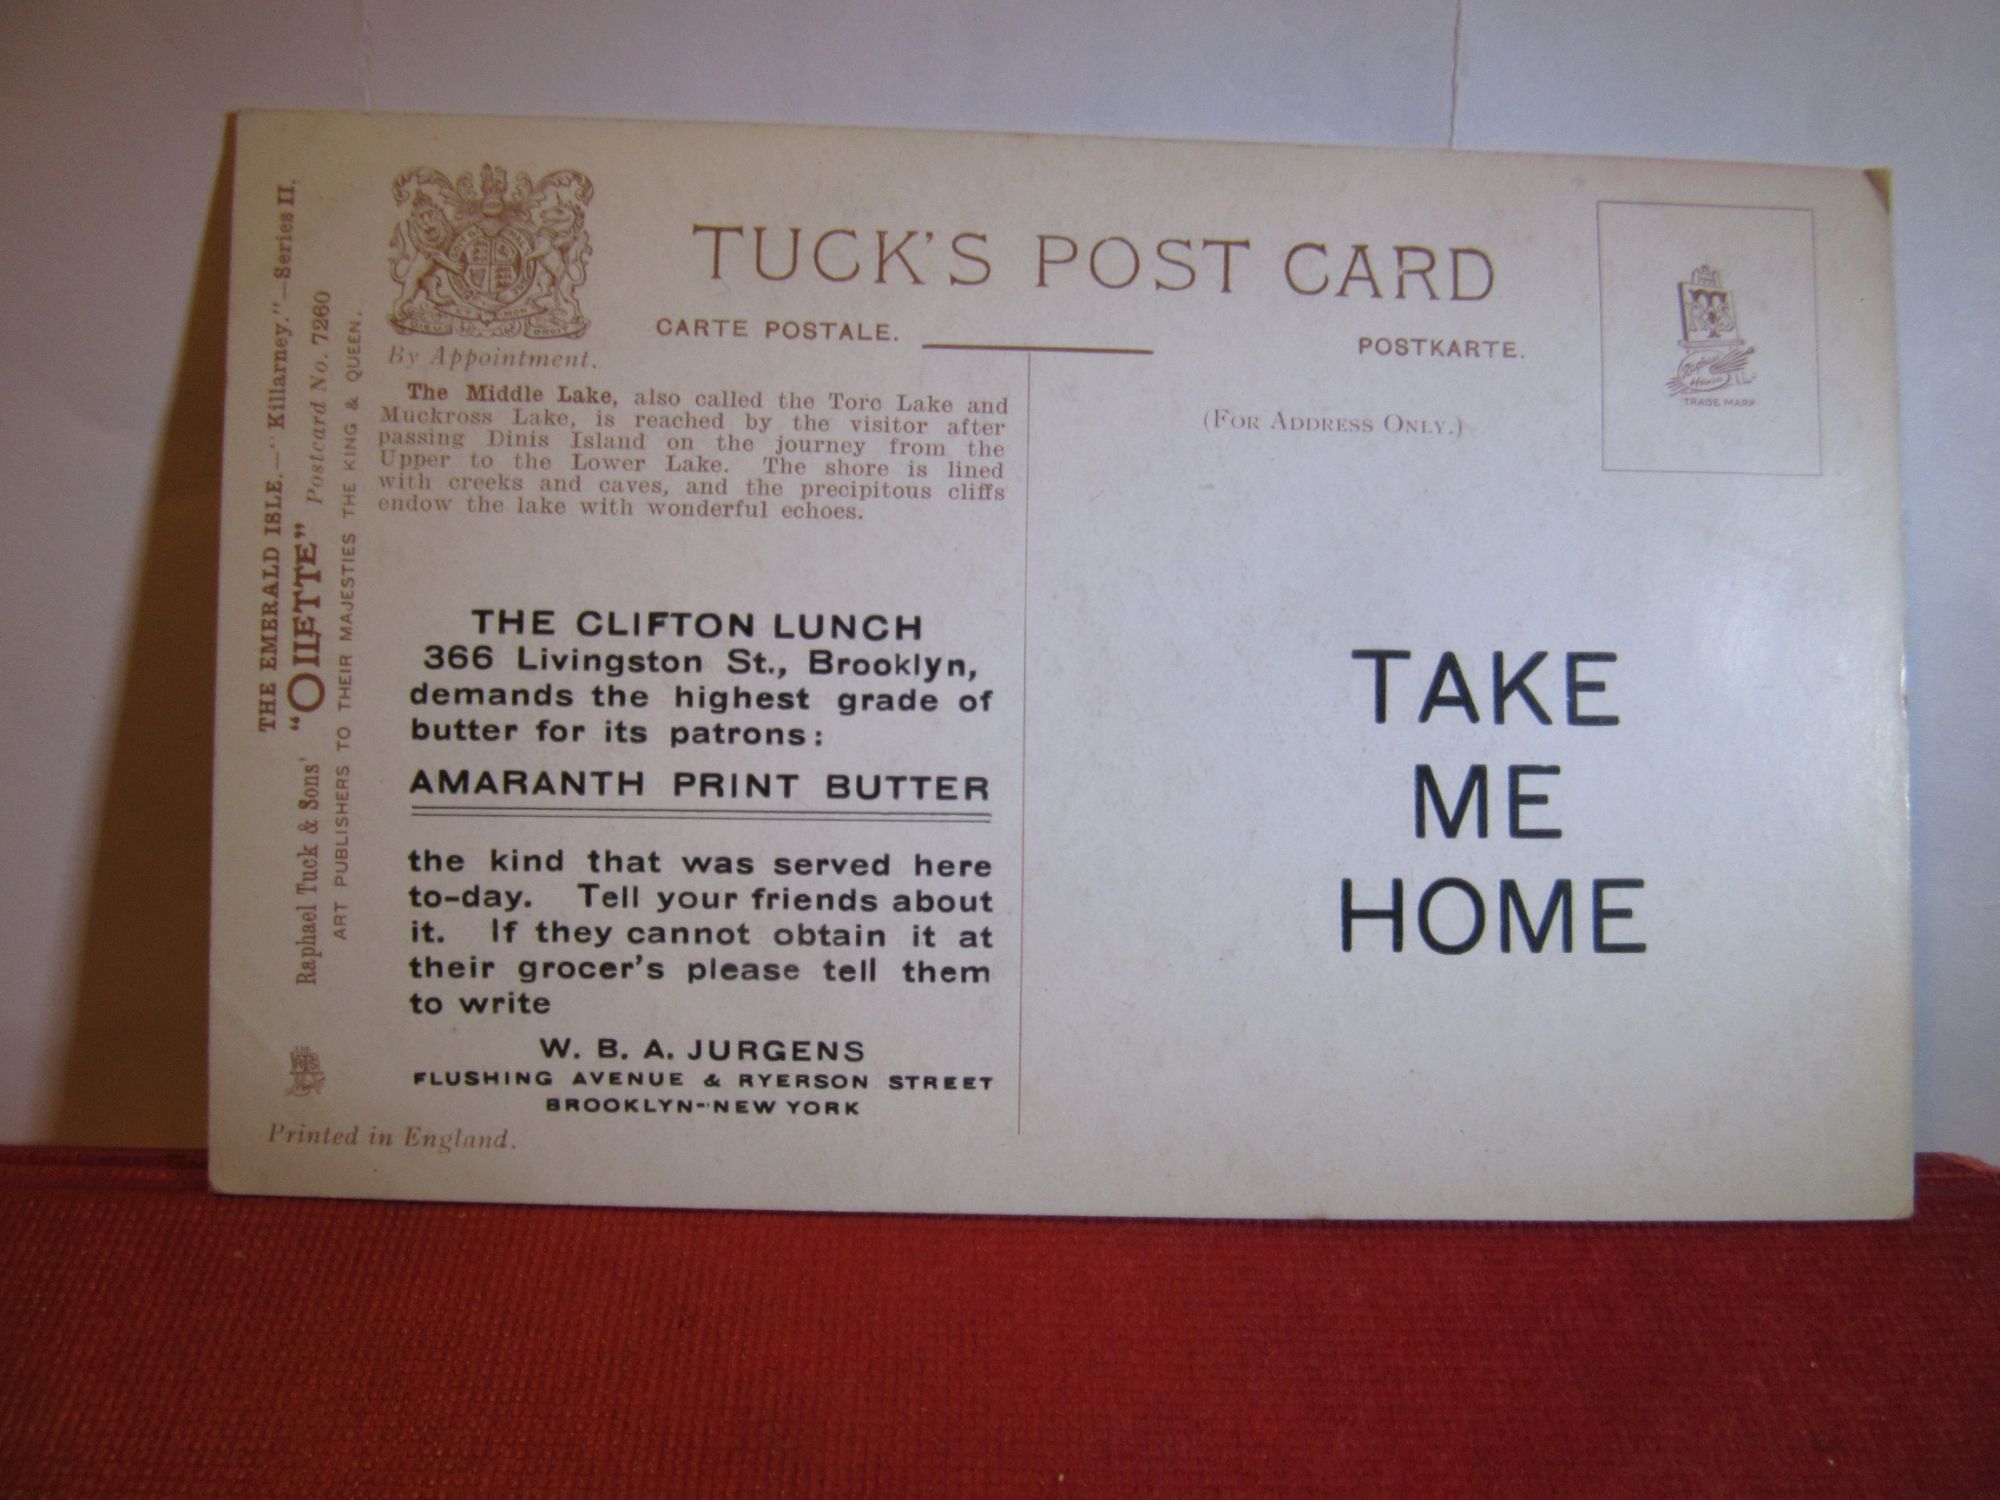 THE EMERALD ISLE.—"Killarney."—Series II.
Raphael Tuck & Sons' "OILETTE" Postcard No. 7260
ART PUBLISHERS TO THEIR MAJESTIES THE KING & QUEEN.
By Appointment.
TUCK'S POST CARD
CARTE POSTALE.
POSTKARTE.
The Middle Lake, also called the Torc Lake and
Muckross Lake, is reached by the visitor after
passing Dinis Island on the journey from the
Upper to the Lower Lake. The shore is lined
with creeks and caves, and the precipitous cliffs
endow the lake with wonderful echoes.
THE CLIFTON LUNCH
366 Livingston St., Brooklyn,
demands the highest grade of
butter for its patrons:
AMARANTH PRINT BUTTER
the kind that was served here
to-day. Tell your friends about
it. If they cannot obtain it at
their grocer's please tell them
to write
W. B. A. JURGENS
FLUSHING AVENUE & RYERSON STREET
BROOKLYN--NEW YORK
Printed in England.
(FOR ADDRESS ONLY.)
Raphael
House
TRADE MARK
TAKE
ME
HOME